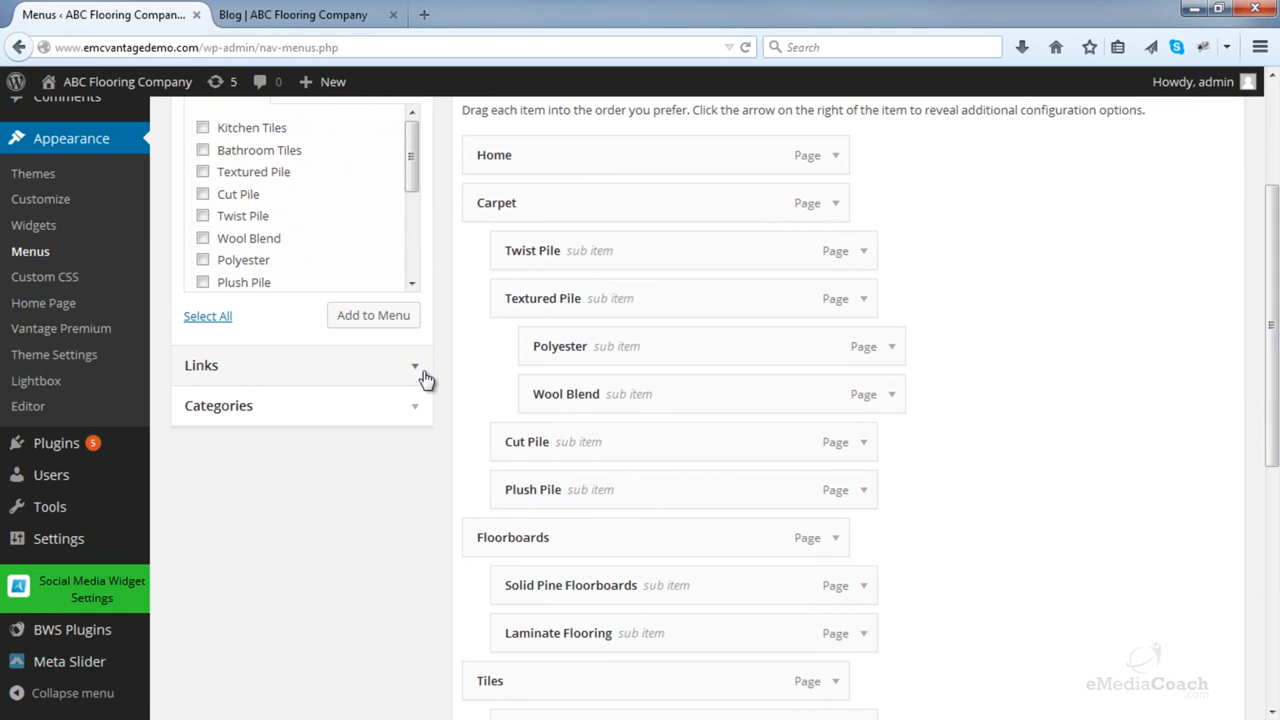 Menus ‹ ABC Flooring Compan...
Blog | ABC Flooring Company
www.emcvantagedemo.com/wp-admin/nav-menus.php
Search
ABC Flooring Company
5
0
New
Howdy, admin
Comments
Appearance
Themes
Customize
Widgets
Menus
Custom CSS
Home Page
Vantage Premium
Theme Settings
Lightbox
Editor
Plugins 5
Users
Tools
Settings
Social Media Widget
Settings
BWS Plugins
Meta Slider
Collapse menu
Kitchen Tiles
Bathroom Tiles
Textured Pile
Cut Pile
Twist Pile
Wool Blend
Polyester
Plush Pile
Select All
Add to Menu
Links
Categories
Drag each item into the order you prefer. Click the arrow on the right of the item to reveal additional configuration options.
Home Page
Carpet Page
Twist Pile sub item Page
Textured Pile sub item Page
Polyester sub item Page
Wool Blend sub item Page
Cut Pile sub item Page
Plush Pile sub item Page
Floorboards Page
Solid Pine Floorboards sub item Page
Laminate Flooring sub item Page
Tiles Page
eMediaCoach
.com